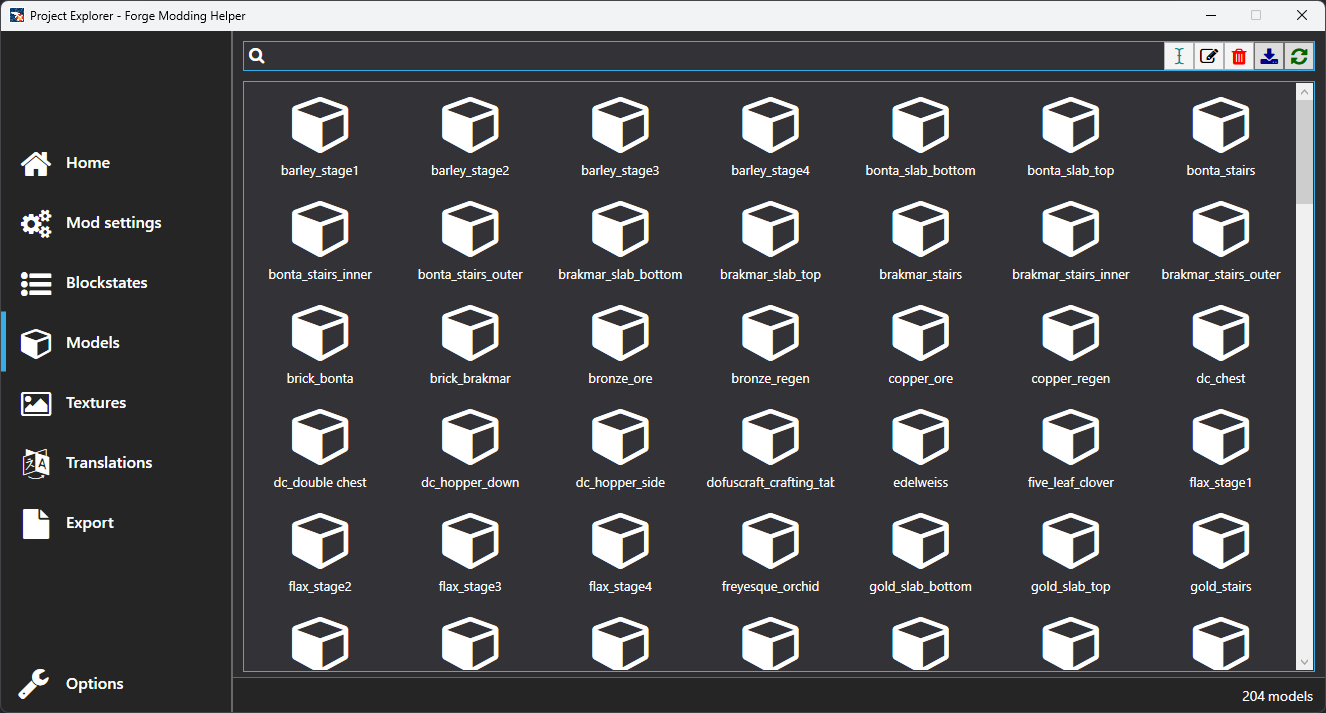 Project Explorer - Forge Modding Helper
Home
Mod settings
Blockstates
Models
Textures
Translations
Export
Options
barley_stage1 barley_stage2 barley_stage3 barley_stage4 bonta_slab_bottom bonta_slab_top bonta_stairs
bonta_stairs_inner bonta_stairs_outer brakmar_slab_bottom brakmar_slab_top brakmar_stairs brakmar_stairs_inner brakmar_stairs_outer
brick_bonta brick_brakmar bronze_ore bronze_regen copper_ore copper_regen dc_chest
dc_double chest dc_hopper_down dc_hopper_side dofuscraft_crafting_tab edelweiss five_leaf_clover flax_stage1
flax_stage2 flax_stage3 flax_stage4 freyesque_orchid gold_slab_bottom gold_slab_top gold_stairs
204 models